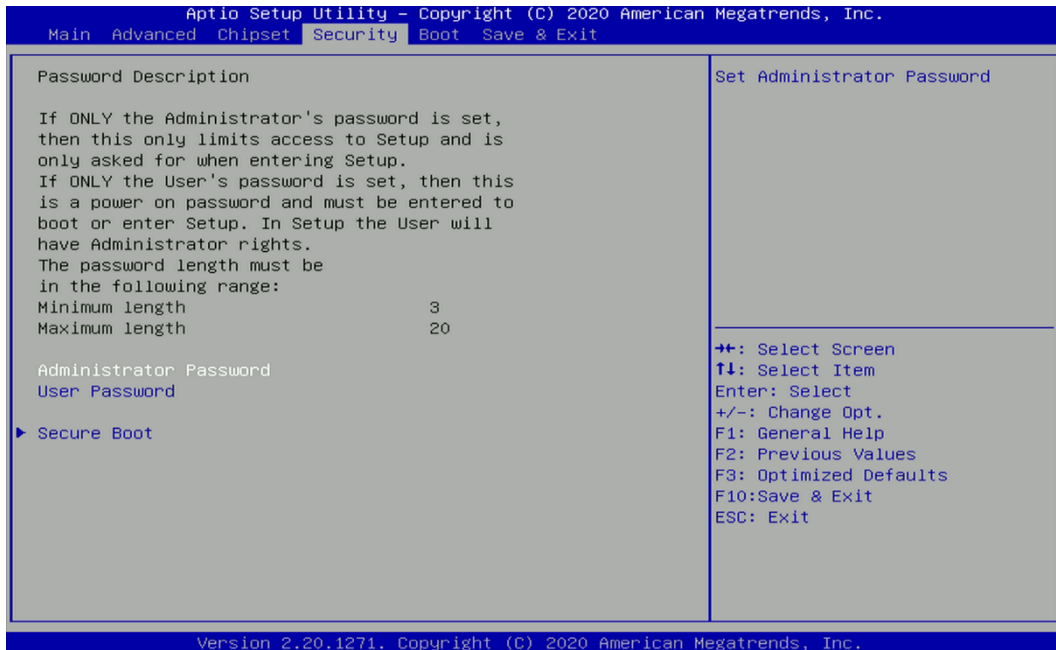 Aptio Setup Utility – Copyright (C) 2020 American Megatrends, Inc.
Main Advanced Chipset Security Boot Save & Exit
Password Description
If ONLY the Administrator's password is set,
then this only limits access to Setup and is
only asked for when entering Setup.
If ONLY the User's password is set, then this
is a power on password and must be entered to
boot or enter Setup. In Setup the User will
have Administrator rights.
The password length must be
in the following range:
Minimum length 3
Maximum length 20
Administrator Password
User Password
► Secure Boot
Set Administrator Password
→←: Select Screen
↑↓: Select Item
Enter: Select
+/-: Change Opt.
F1: General Help
F2: Previous Values
F3: Optimized Defaults
F10:Save & Exit
ESC: Exit
Version 2.20.1271. Copyright (C) 2020 American Megatrends, Inc.